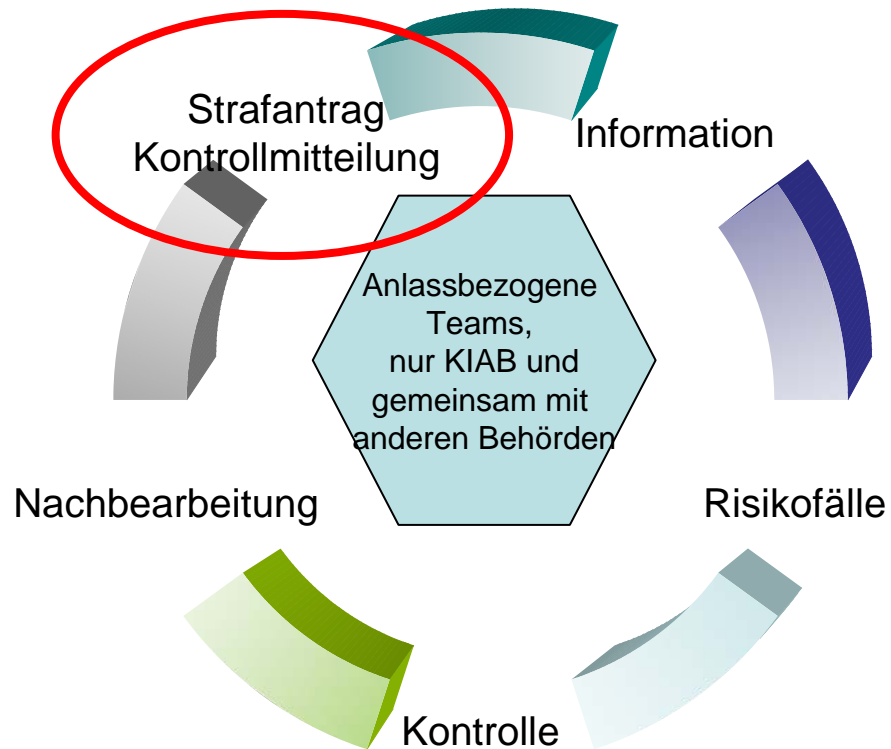 Strafantrag
Kontrollmitteilung
Information
Anlassbezogene
Teams,
nur KIAB und
gemeinsam mit
anderen Behörden
Nachbearbeitung
Risikofälle
Kontrolle